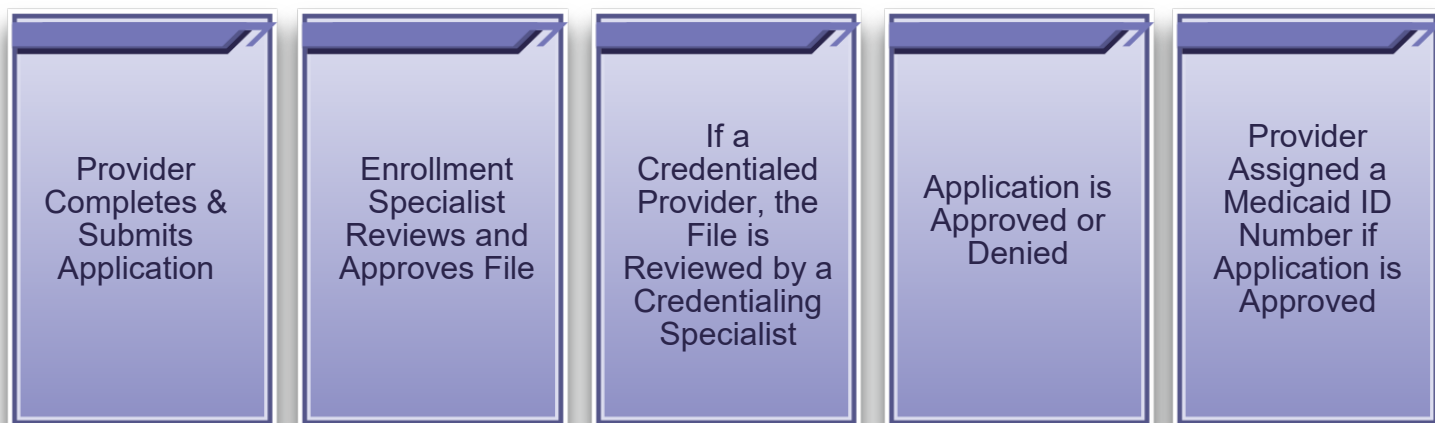 Provider
Completes &
Submits
Application
Enrollment
Specialist
Reviews and
Approves File
If a
Credentialed
Provider, the
File is
Reviewed by a
Credentialing
Specialist
Application is
Approved or
Denied
Provider
Assigned a
Medicaid ID
Number if
Application is
Approved